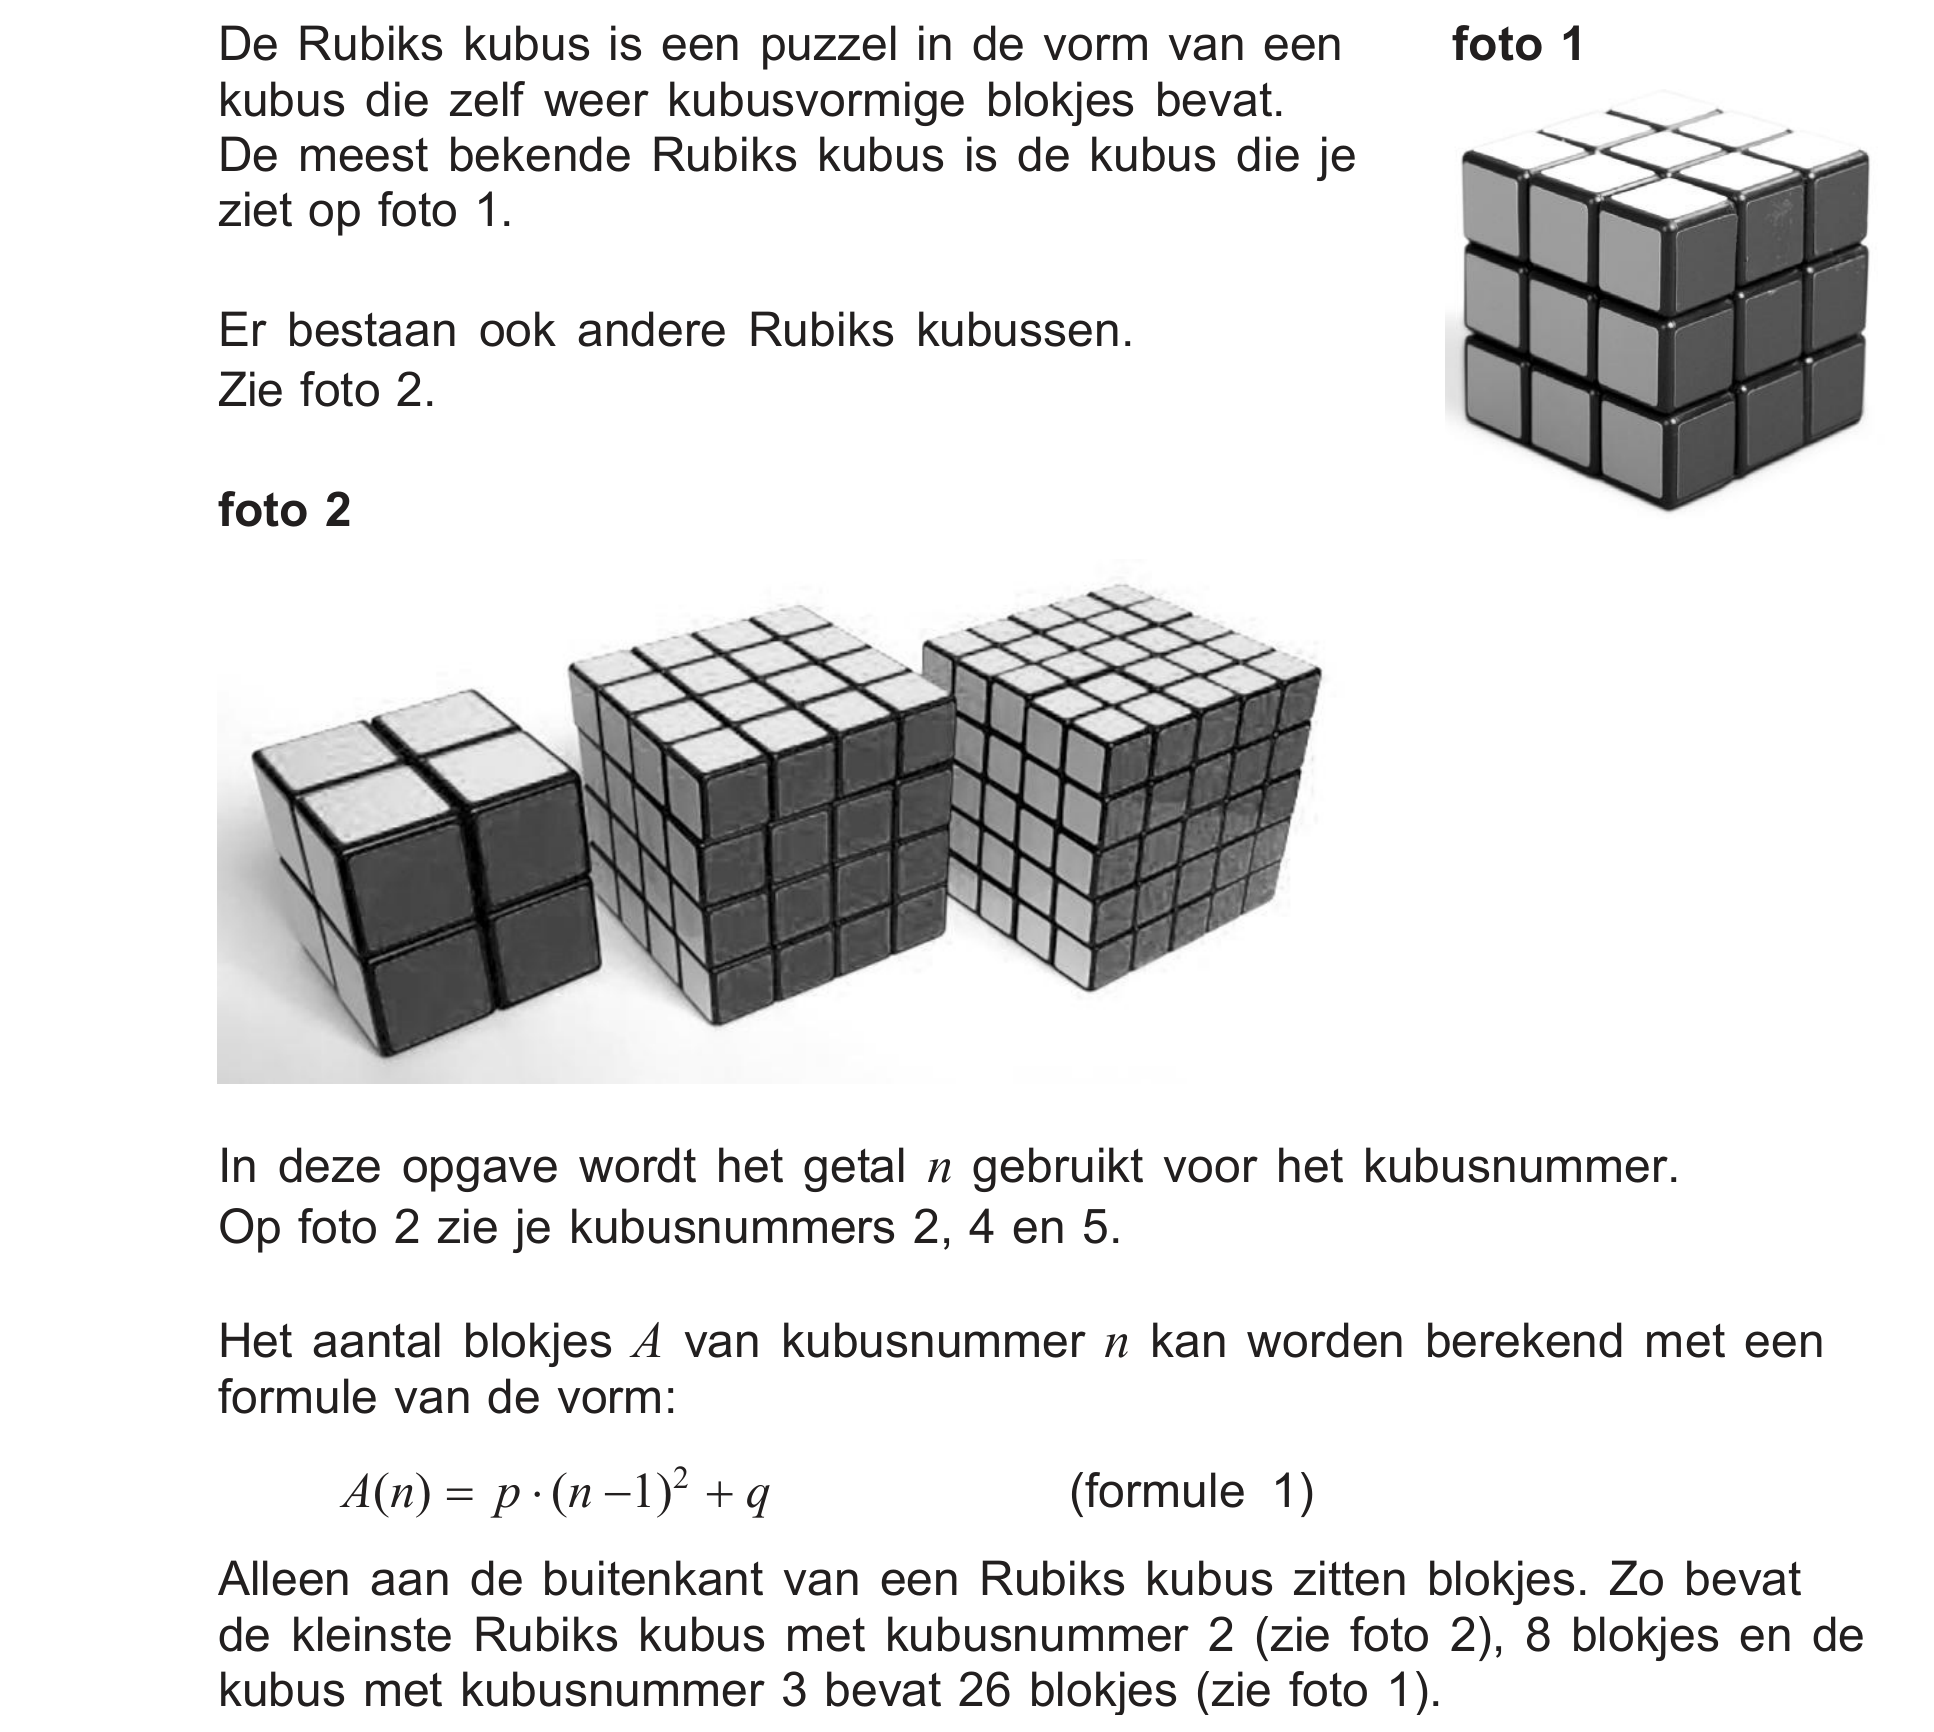 De Rubiks kubus is een puzzel in de vorm van een
kubus die zelf weer kubusvormige blokjes bevat.
De meest bekende Rubiks kubus is de kubus die je
ziet op foto 1.
foto 1
Er bestaan ook andere Rubiks kubussen.
Zie foto 2.
foto 2
In deze opgave wordt het getal n gebruikt voor het kubusnummer.
Op foto 2 zie je kubusnummers 2, 4 en 5.
Het aantal blokjes A van kubusnummer n kan worden berekend met een
formule van de vorm:
A(n) = p · (n − 1)² + q (formule 1)
Alleen aan de buitenkant van een Rubiks kubus zitten blokjes. Zo bevat
de kleinste Rubiks kubus met kubusnummer 2 (zie foto 2), 8 blokjes en de
kubus met kubusnummer 3 bevat 26 blokjes (zie foto 1).